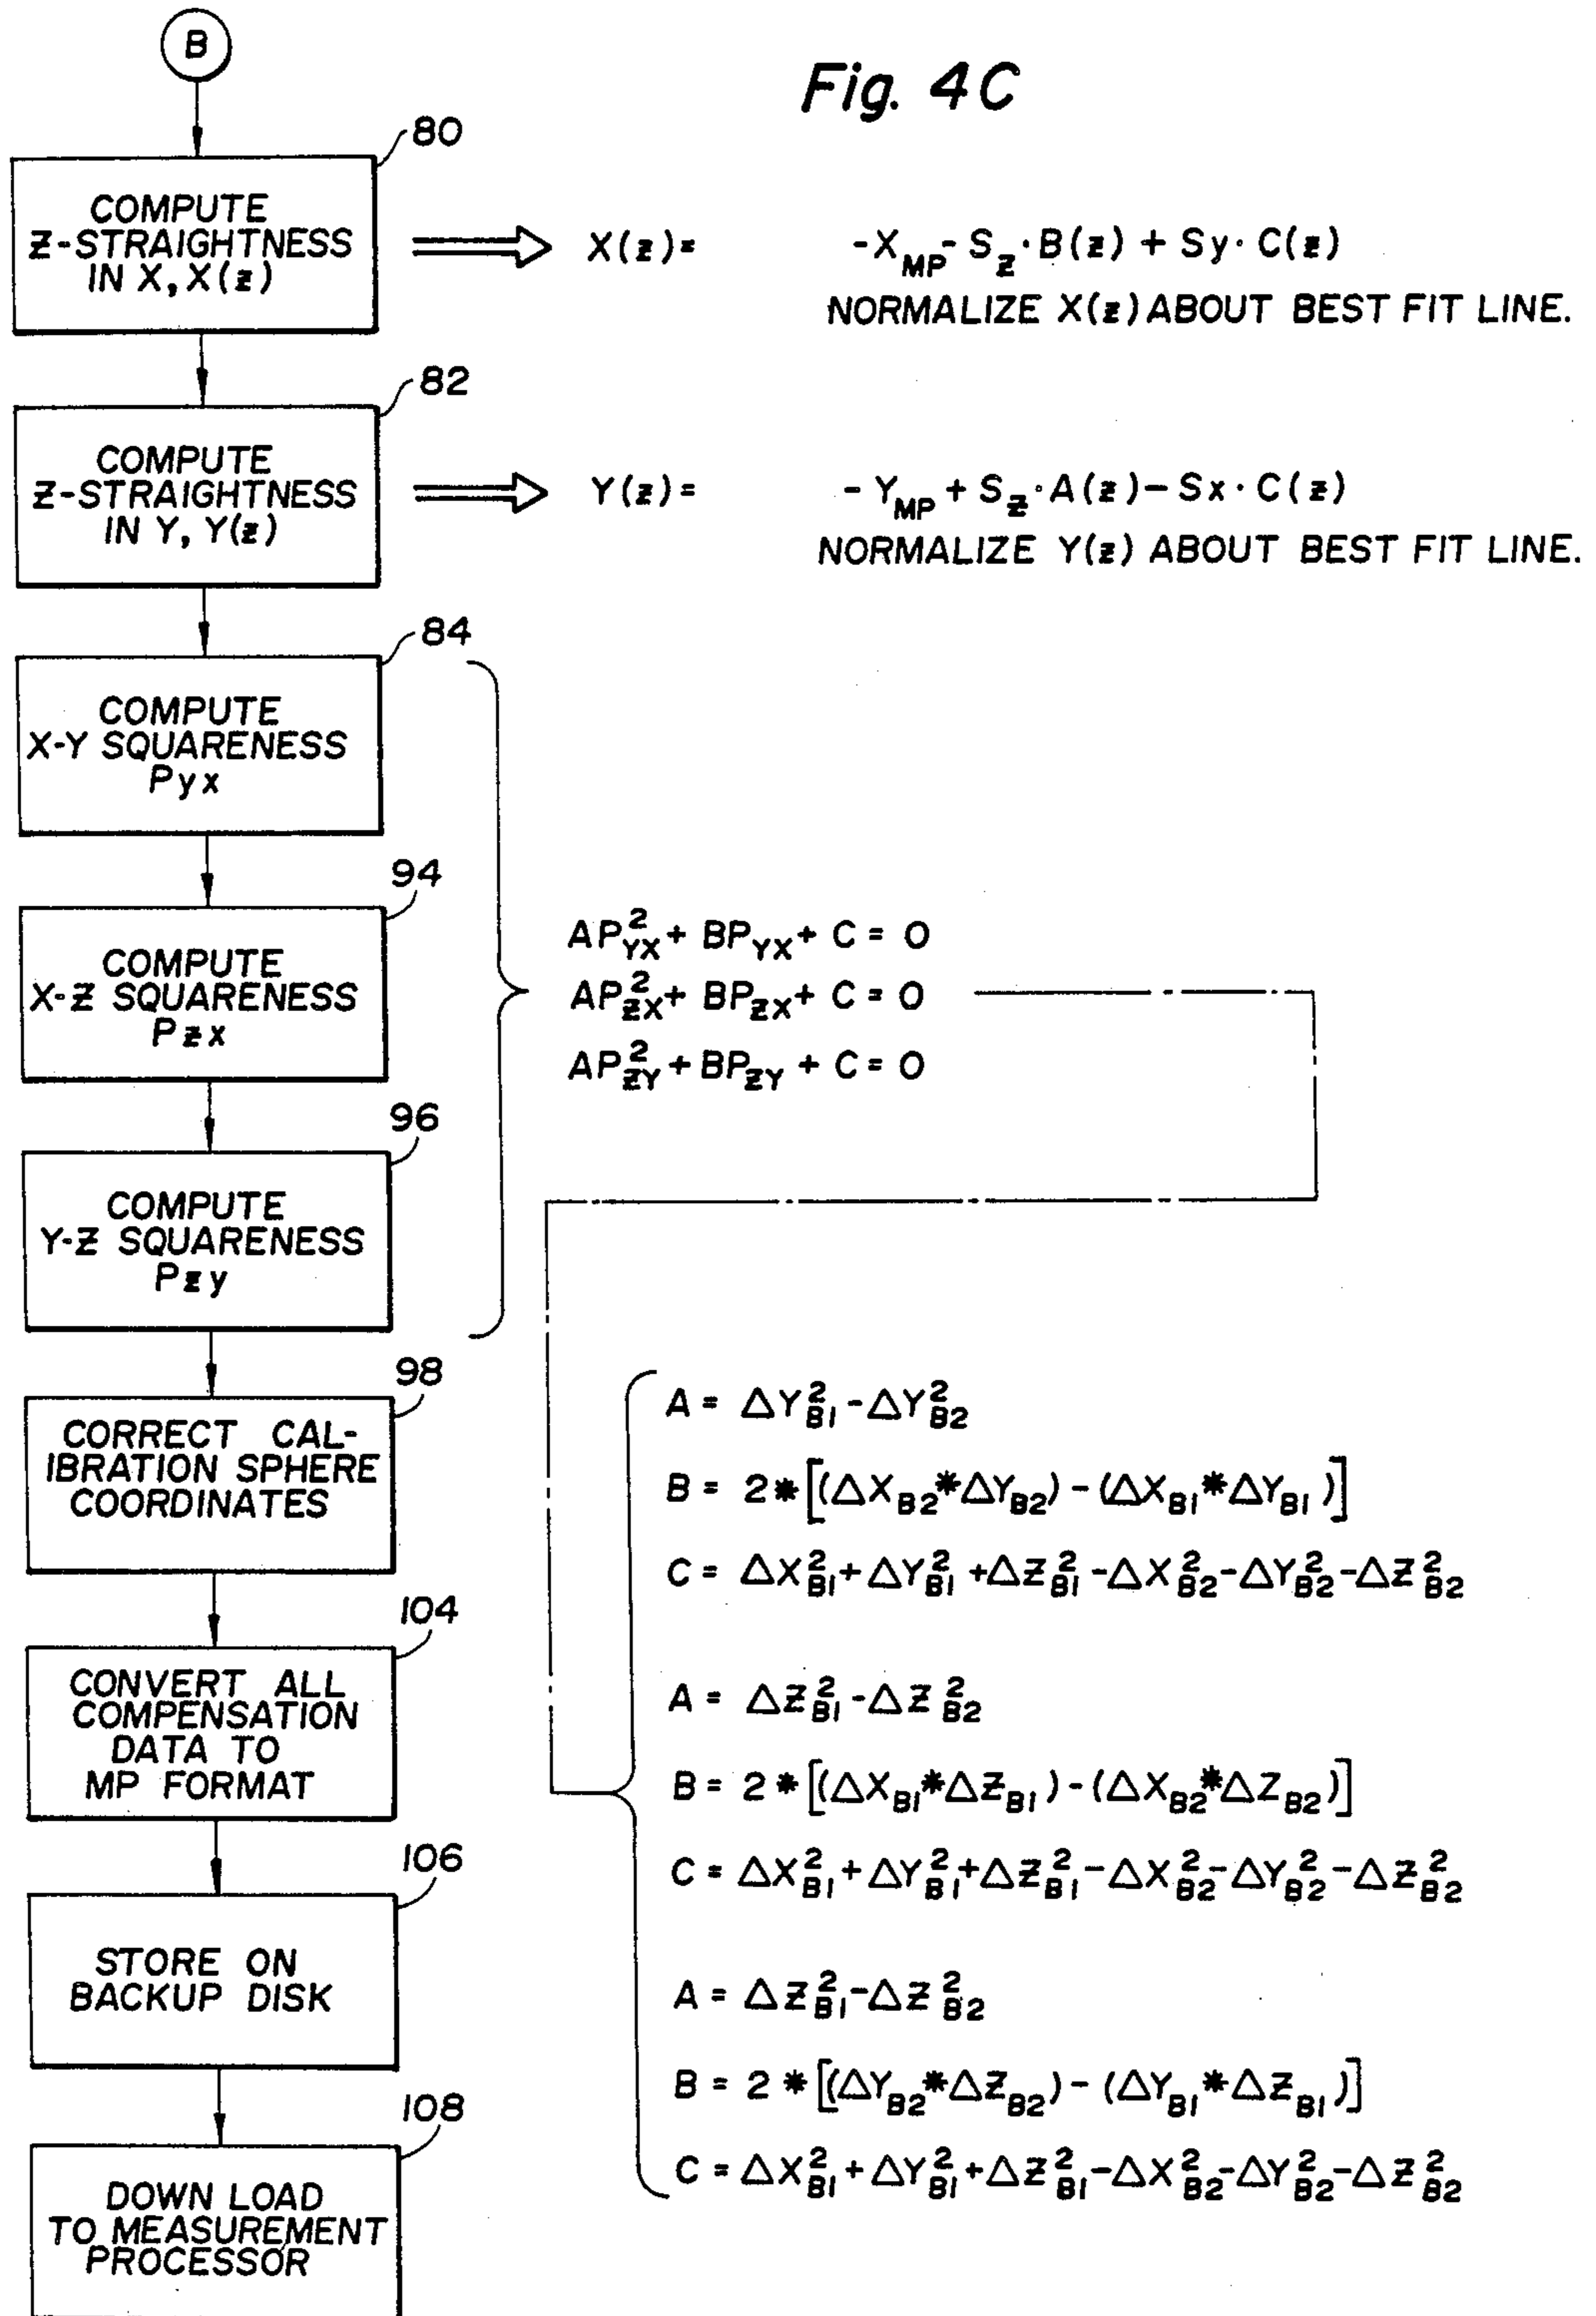 B
Fig. 4C
80
COMPUTE
Z-STRAIGHTNESS
IN X, X(z)
X(z) = -X_MP - S_z · B(z) + Sy · C(z)
NORMALIZE X(z) ABOUT BEST FIT LINE.
82
COMPUTE
Z-STRAIGHTNESS
IN Y, Y(z)
Y(z) = - Y_MP + S_z · A(z) - Sx · C(z)
NORMALIZE Y(z) ABOUT BEST FIT LINE.
84
COMPUTE
X-Y SQUARENESS
Pyx
94
COMPUTE
X-Z SQUARENESS
Pzx
96
COMPUTE
Y-Z SQUARENESS
Pzy
AP²_YX + BP_YX + C = 0
AP²_ZX + BP_ZX + C = 0
AP²_ZY + BP_ZY + C = 0
98
CORRECT CAL-
IBRATION SPHERE
COORDINATES
104
CONVERT ALL
COMPENSATION
DATA TO
MP FORMAT
106
STORE ON
BACKUP DISK
108
DOWN LOAD
TO MEASUREMENT
PROCESSOR
A = ΔY²_B1 - ΔY²_B2
B = 2 * [(ΔX_B2 * ΔY_B2) - (ΔX_B1 * ΔY_B1)]
C = ΔX²_B1 + ΔY²_B1 + ΔZ²_B1 - ΔX²_B2 - ΔY²_B2 - ΔZ²_B2
A = ΔZ²_B1 - ΔZ²_B2
B = 2 * [(ΔX_B1 * ΔZ_B1) - (ΔX_B2 * ΔZ_B2)]
C = ΔX²_B1 + ΔY²_B1 + ΔZ²_B1 - ΔX²_B2 - ΔY²_B2 - ΔZ²_B2
A = ΔZ²_B1 - ΔZ²_B2
B = 2 * [(ΔY_B2 * ΔZ_B2) - (ΔY_B1 * ΔZ_B1)]
C = ΔX²_B1 + ΔY²_B1 + ΔZ²_B1 - ΔX²_B2 - ΔY²_B2 - ΔZ²_B2